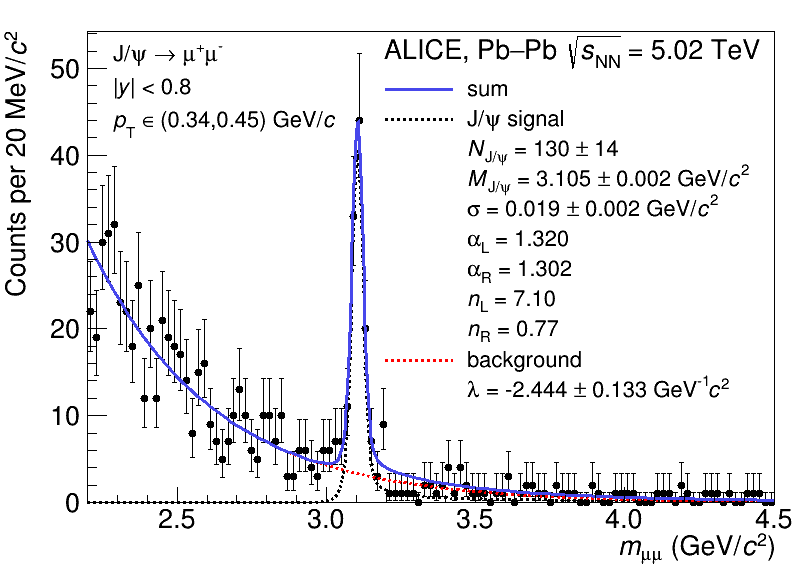 J/ψ → μ⁺μ⁻
|y| < 0.8
p_T ∈ (0.34,0.45) GeV/c
ALICE, Pb–Pb √s_NN = 5.02 TeV
sum
J/ψ signal
N_J/ψ = 130 ± 14
M_J/ψ = 3.105 ± 0.002 GeV/c²
σ = 0.019 ± 0.002 GeV/c²
α_L = 1.320
α_R = 1.302
n_L = 7.10
n_R = 0.77
background
λ = -2.444 ± 0.133 GeV⁻¹c²
Counts per 20 MeV/c²
50
40
30
20
10
0
2.5 3.0 3.5 4.0 4.5
m_μμ (GeV/c²)